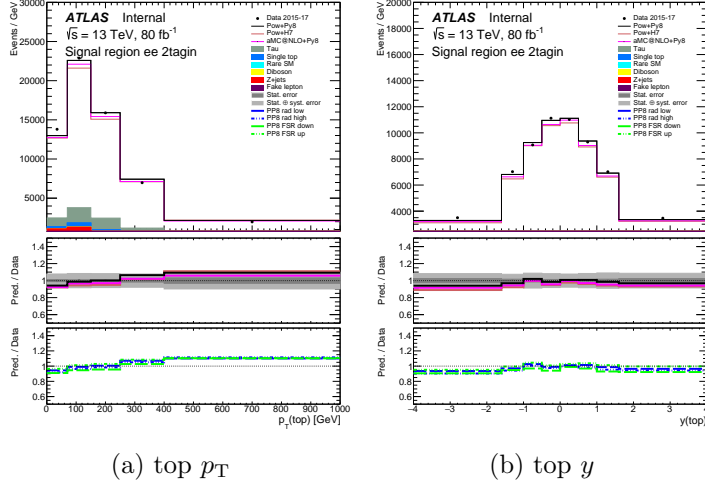 ATLAS Internal
√s = 13 TeV, 80 fb⁻¹
Signal region ee 2tagin
Data 2015-17
Pow+Py8
Pow+H7
aMC@NLO+Py8
Tau
Single top
Rare SM
Diboson
Z+jets
Fake lepton
Stat. error
Stat. ⊕ syst. error
PP8 rad low
PP8 rad high
PP8 FSR down
PP8 FSR up
Events / GeV
30000
25000
20000
15000
10000
5000
Pred. / Data
1.4
1.2
1
0.8
0.6
Pred. / Data
1.4
1.2
1
0.8
0.6
0 100 200 300 400 500 600 700 800 900 1000
p_T(top) [GeV]
(a) top p_T
ATLAS Internal
√s = 13 TeV, 80 fb⁻¹
Signal region ee 2tagin
Data 2015-17
Pow+Py8
Pow+H7
aMC@NLO+Py8
Tau
Single top
Rare SM
Diboson
Z+jets
Fake lepton
Stat. error
Stat. ⊕ syst. error
PP8 rad low
PP8 rad high
PP8 FSR down
PP8 FSR up
Events / GeV
20000
18000
16000
14000
12000
10000
8000
6000
4000
Pred. / Data
1.4
1.2
1
0.8
0.6
Pred. / Data
1.4
1.2
1
0.8
0.6
−4 −3 −2 −1 0 1 2 3 4
y(top)
(b) top y